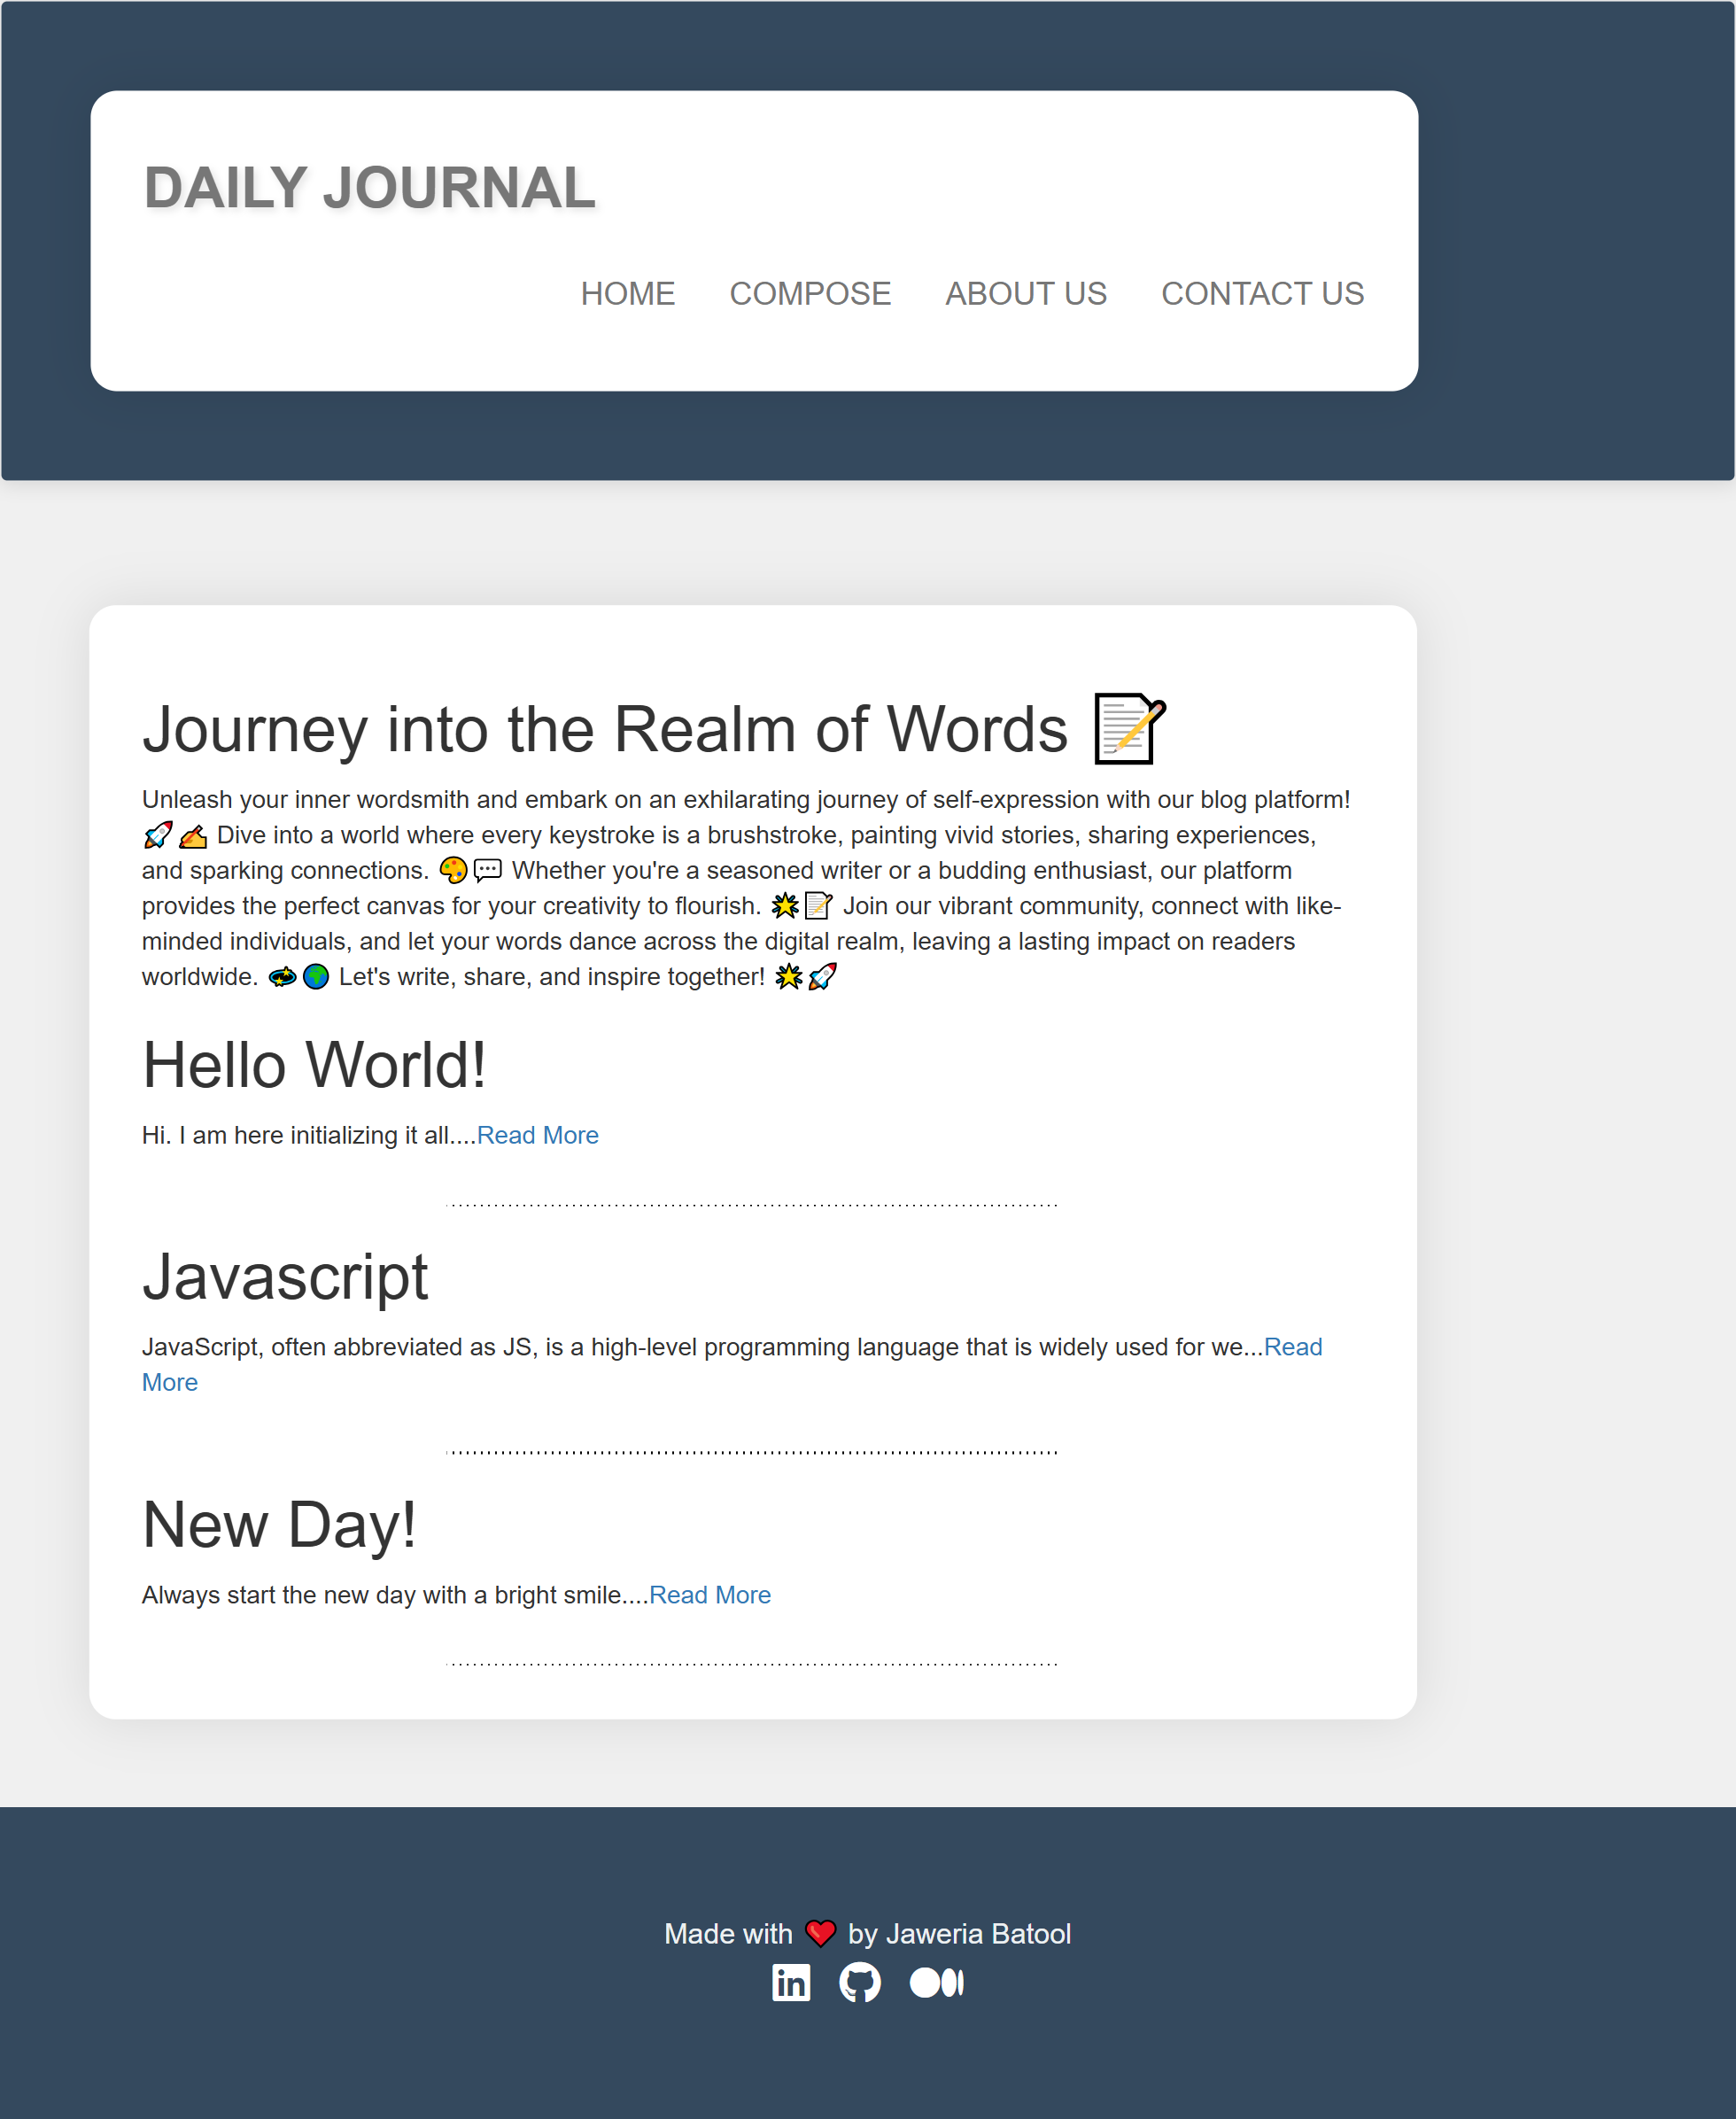 DAILY JOURNAL
HOME COMPOSE ABOUT US CONTACT US
Journey into the Realm of Words 📝
Unleash your inner wordsmith and embark on an exhilarating journey of self-expression with our blog platform!
🚀✍️ Dive into a world where every keystroke is a brushstroke, painting vivid stories, sharing experiences,
and sparking connections. 🎨💬 Whether you're a seasoned writer or a budding enthusiast, our platform
provides the perfect canvas for your creativity to flourish. 🌟📝 Join our vibrant community, connect with like-
minded individuals, and let your words dance across the digital realm, leaving a lasting impact on readers
worldwide. 💫🌍 Let's write, share, and inspire together! 🌟🚀
Hello World!
Hi. I am here initializing it all....Read More
Javascript
JavaScript, often abbreviated as JS, is a high-level programming language that is widely used for we...Read
More
New Day!
Always start the new day with a bright smile....Read More
Made with ❤️ by Jaweria Batool
in